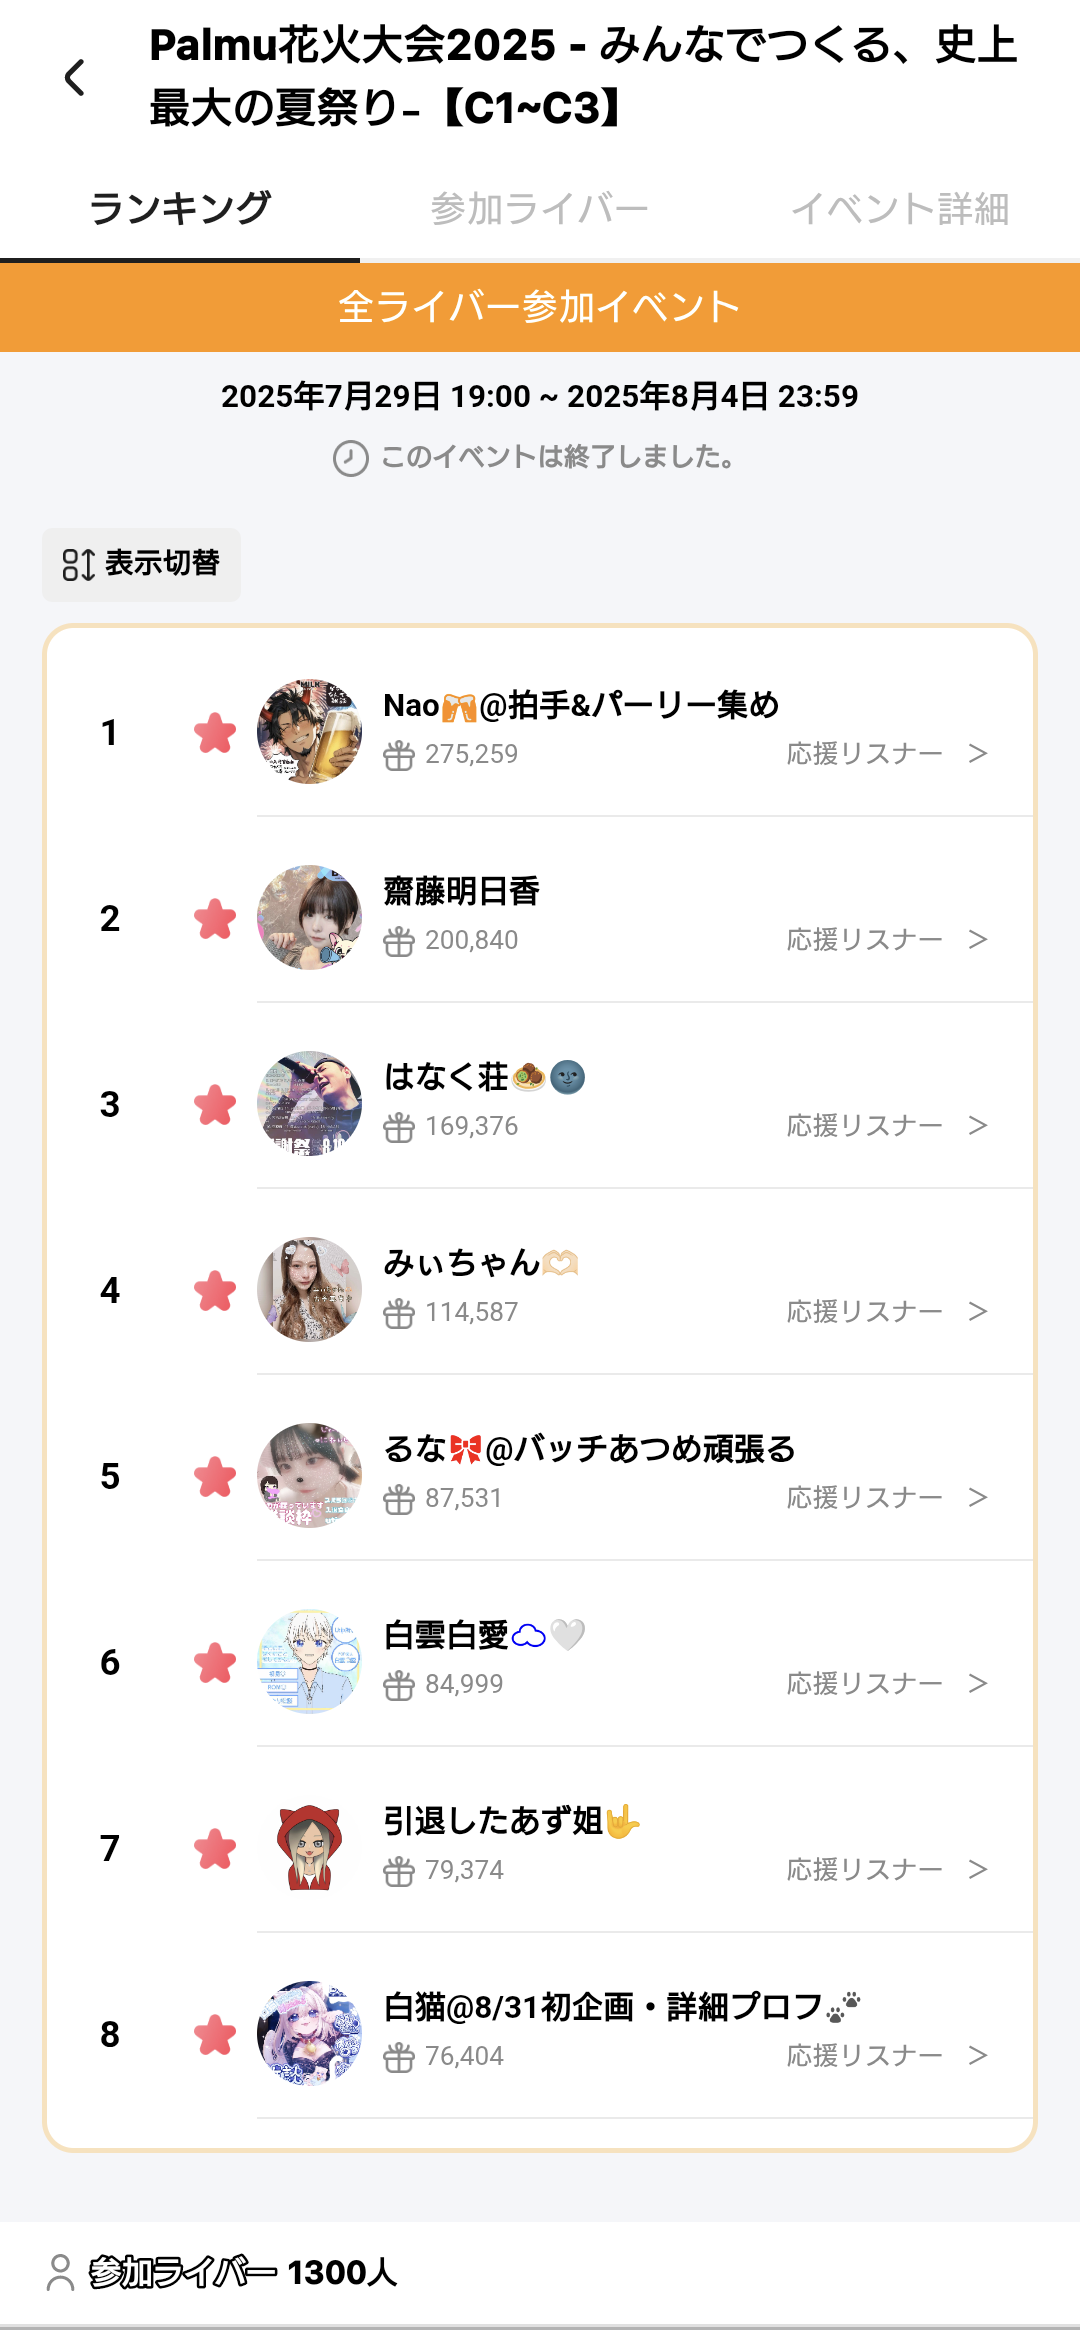 Palmu花火大会2025 - みんなでつくる、史上
最大の夏祭り-【C1~C3】
ランキング
参加ライバー
イベント詳細
全ライバー参加イベント
2025年7月29日 19:00 ~ 2025年8月4日 23:59
このイベントは終了しました。
表示切替
1
Nao🍻@拍手&パーリー集め
275,259
応援リスナー >
2
齋藤明日香
200,840
応援リスナー >
3
はなく荘🧆🌚
169,376
応援リスナー >
4
みぃちゃん🫶🏻
114,587
応援リスナー >
5
るな🎀@バッチあつめ頑張る
87,531
応援リスナー >
6
白雲白愛☁️🤍
84,999
応援リスナー >
7
引退したあず姐🤟
79,374
応援リスナー >
8
白猫@8/31初企画・詳細プロフ🐾
76,404
応援リスナー >
参加ライバー 1300人